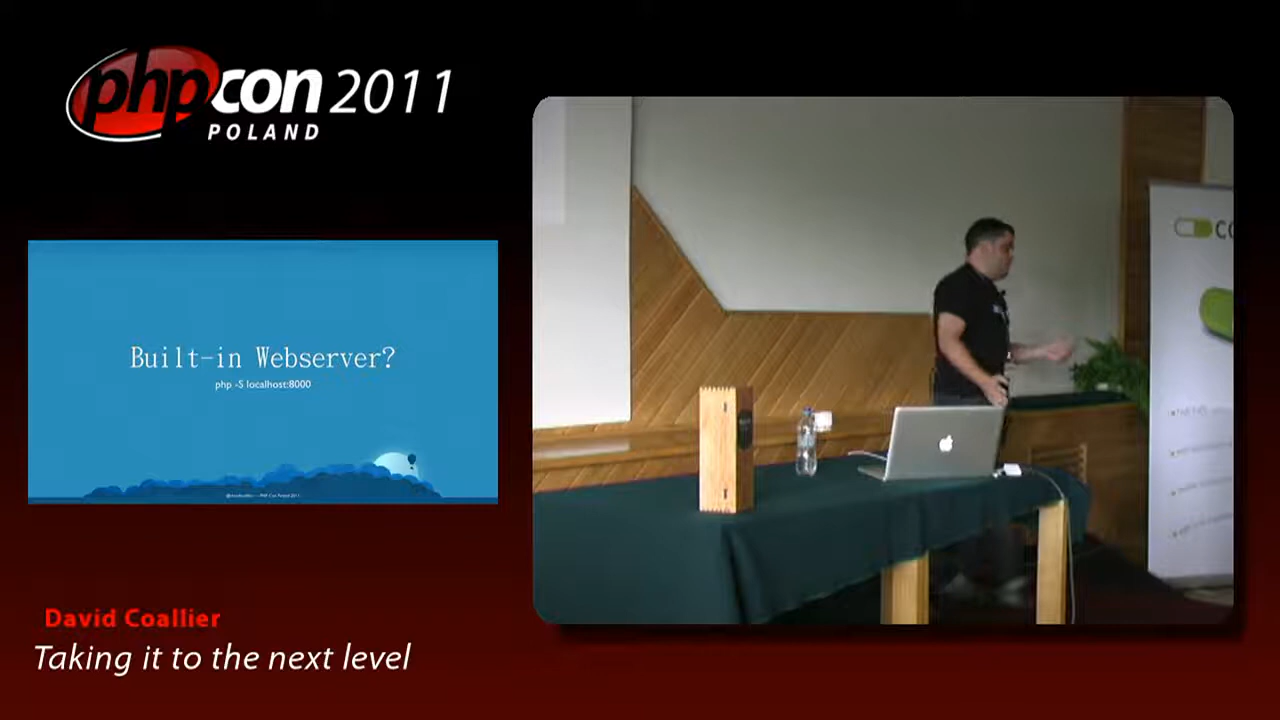 phpcon 2011
POLAND
Built-in Webserver?
php -S localhost:8000
David Coallier
Taking it to the next level